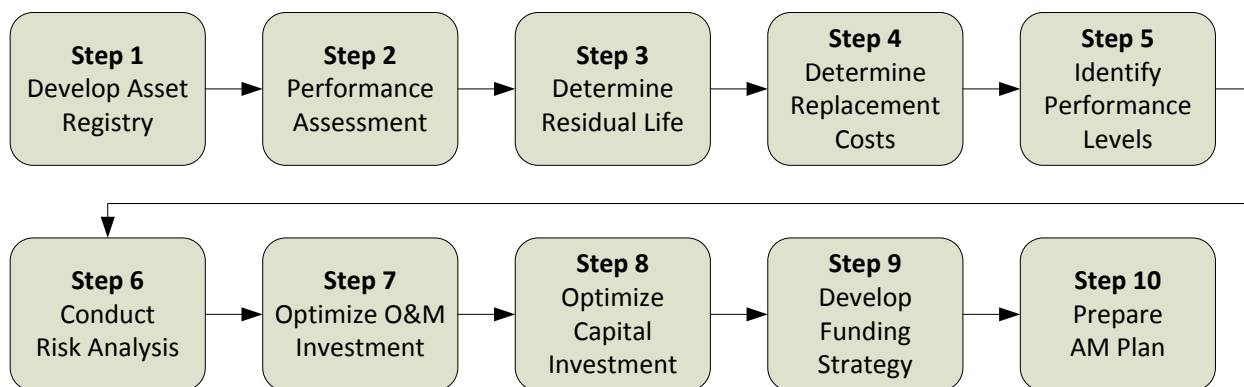 Step 1
Develop Asset
Registry
Step 2
Performance
Assessment
Step 3
Determine
Residual Life
Step 4
Determine
Replacement
Costs
Step 5
Identify
Performance
Levels
Step 6
Conduct
Risk Analysis
Step 7
Optimize O&M
Investment
Step 8
Optimize
Capital
Investment
Step 9
Develop
Funding
Strategy
Step 10
Prepare
AM Plan